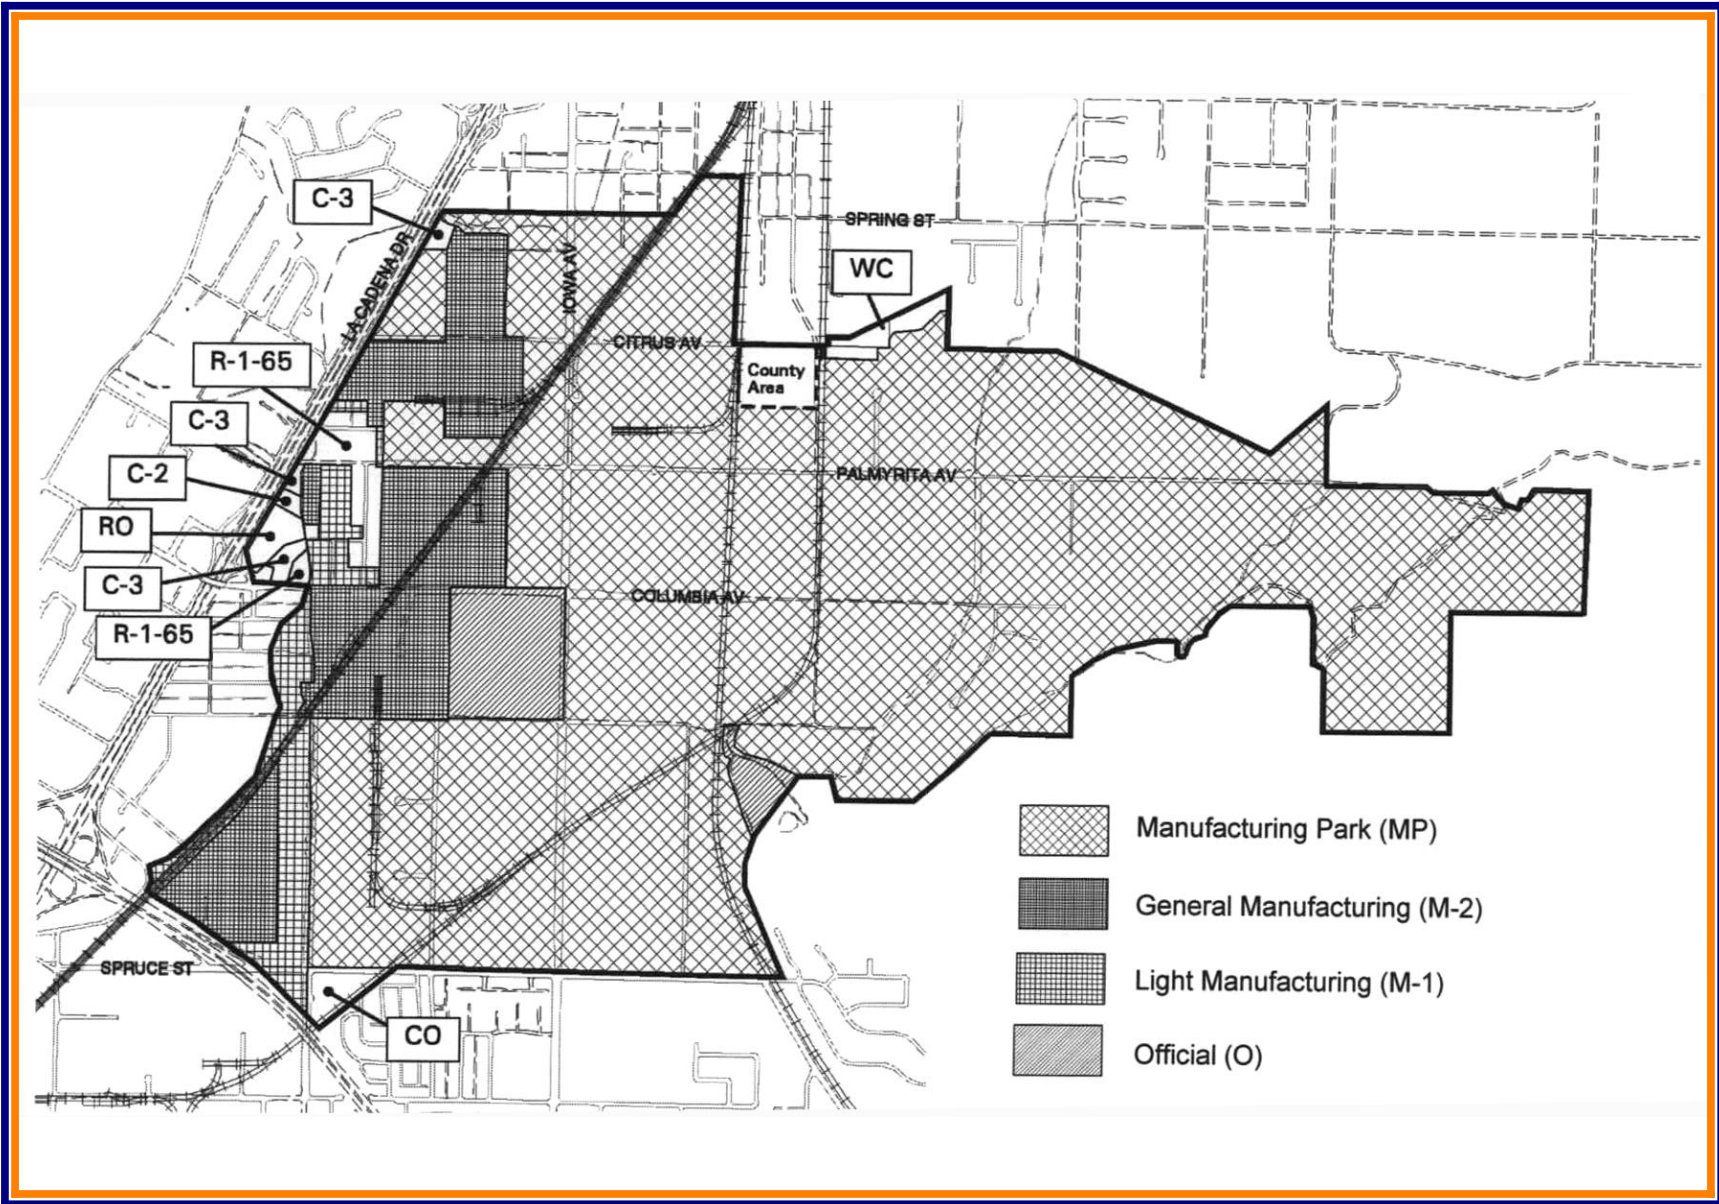 C-3
SPRING ST
LA CADENA DR
IOWA AV
WC
CITRUS AV
R-1-65
County
Area
C-3
C-2
PALMYRITA AV
RO
C-3
COLUMBIA AV
R-1-65
Manufacturing Park (MP)
General Manufacturing (M-2)
SPRUCE ST
Light Manufacturing (M-1)
CO
Official (O)